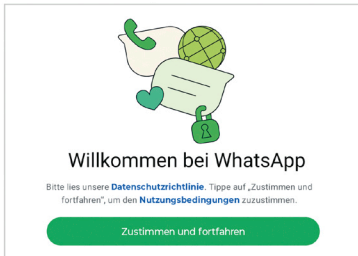 Willkommen bei WhatsApp
Bitte lies unsere Datenschutzrichtlinie. Tippe auf „Zustimmen und
fortfahren“, um den Nutzungsbedingungen zuzustimmen.
Zustimmen und fortfahren